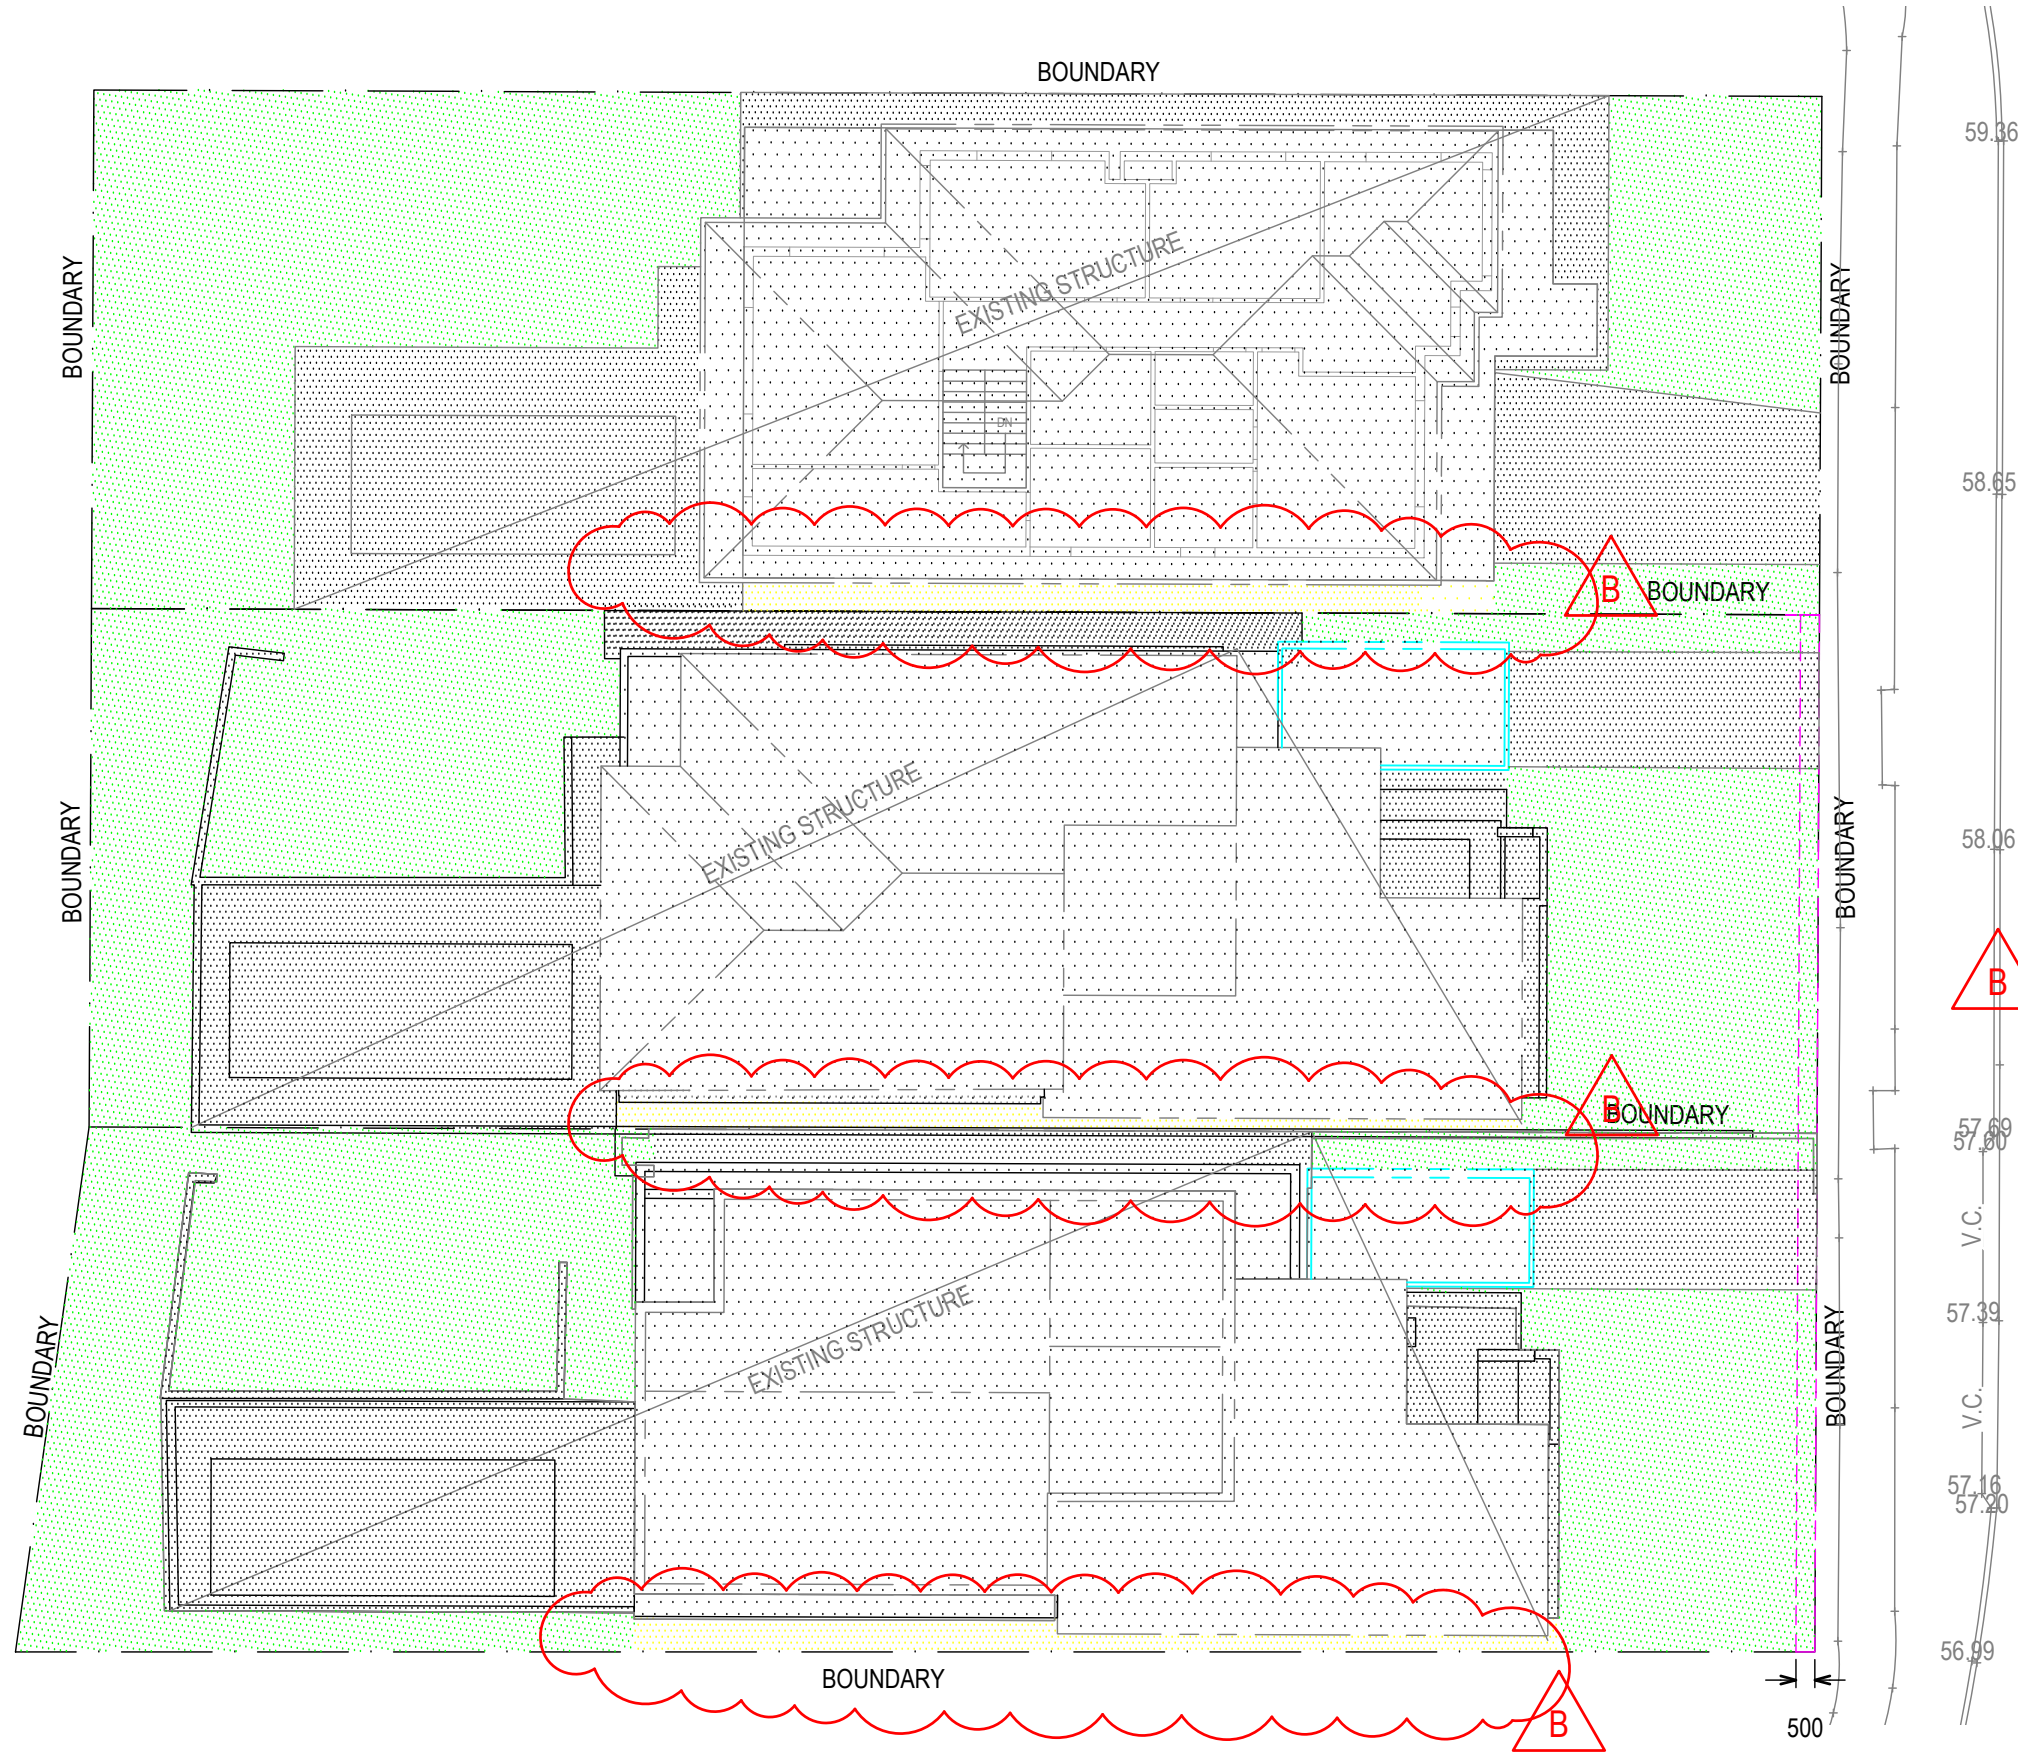 BOUNDARY
59.36
EXISTING STRUCTURE
BOUNDARY
BOUNDARY
DN
58.65
B
BOUNDARY
EXISTING STRUCTURE
58.06
BOUNDARY
BOUNDARY
B
B
BOUNDARY
57.69
57.60
V.C.
EXISTING STRUCTURE
57.39
BOUNDARY
BOUNDARY
V.C.
57.16
57.20
56.99
BOUNDARY
B
500